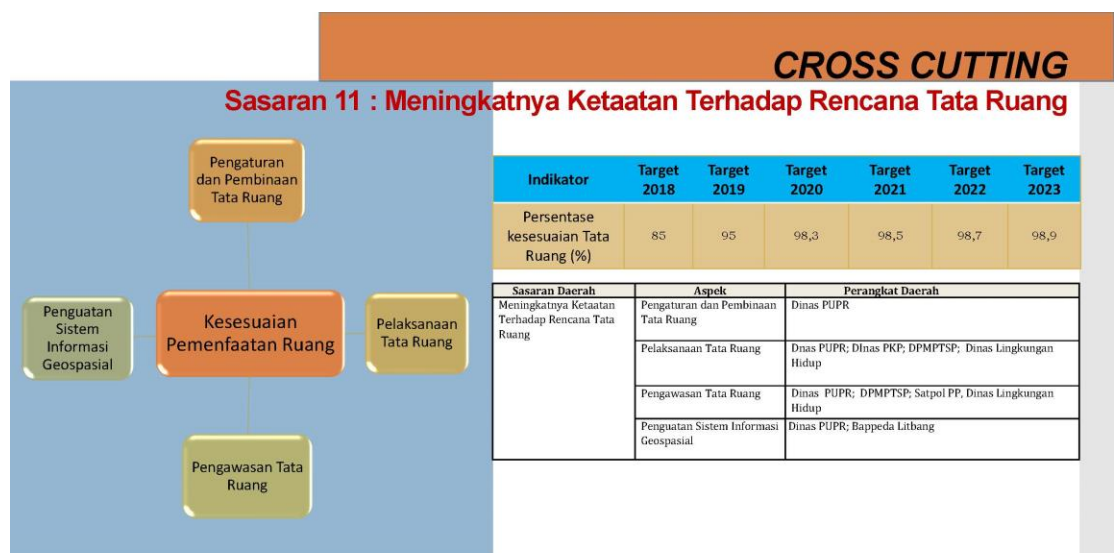 CROSS CUTTING
Sasaran 11 : Meningkatnya Ketaatan Terhadap Rencana Tata Ruang
Pengaturan
dan Pembinaan
Tata Ruang
Penguatan
Sistem
Informasi
Geospasial
Kesesuaian
Pemenfaatan Ruang
Pelaksanaan
Tata Ruang
Pengawasan Tata
Ruang
Indikator Target 2018 Target 2019 Target 2020 Target 2021 Target 2022 Target 2023
Persentase
kesesuaian Tata 85 95 98,3 98,5 98,7 98,9
Ruang (%)
Sasaran Daerah Aspek Perangkat Daerah
Meningkatnya Ketaatan
Terhadap Rencana Tata
Ruang
Pengaturan dan Pembinaan
Tata Ruang
Dinas PUPR
Pelaksanaan Tata Ruang
Dnas PUPR; DInas PKP; DPMPTSP; Dinas Lingkungan
Hidup
Pengawasan Tata Ruang
Dinas PUPR; DPMPTSP; Satpol PP, Dinas Lingkungan
Hidup
Penguatan Sistem Informasi
Geospasial
Dinas PUPR; Bappeda Litbang